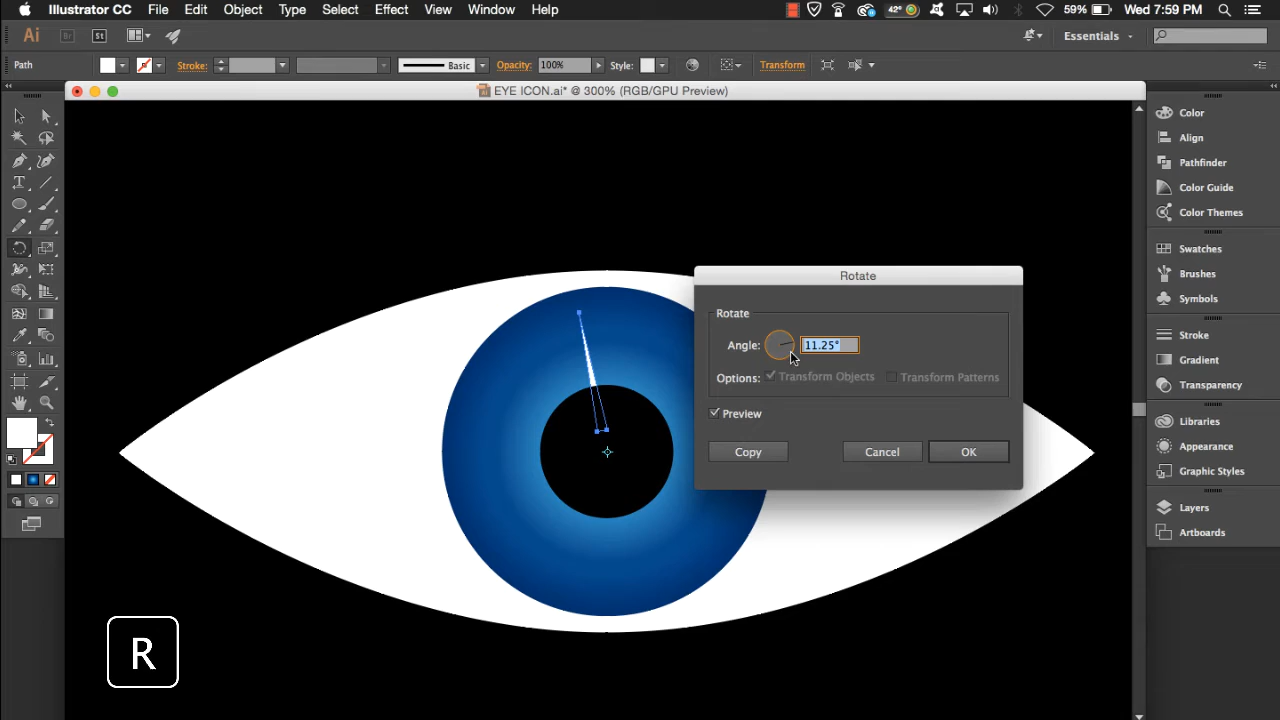 Illustrator CC File Edit Object Type Select Effect View Window Help 42° 59% Wed 7:59 PM
Ai Br St Essentials
Path Stroke: Basic Opacity: 100% Style: Transform
EYE ICON.ai* @ 300% (RGB/GPU Preview)
Color
Align
Pathfinder
Color Guide
Color Themes
Swatches
Brushes
Symbols
Stroke
Gradient
Transparency
Libraries
Appearance
Graphic Styles
Layers
Artboards
Rotate
Rotate
Angle: 11.25°
Options: Transform Objects Transform Patterns
Preview
Copy Cancel OK
R